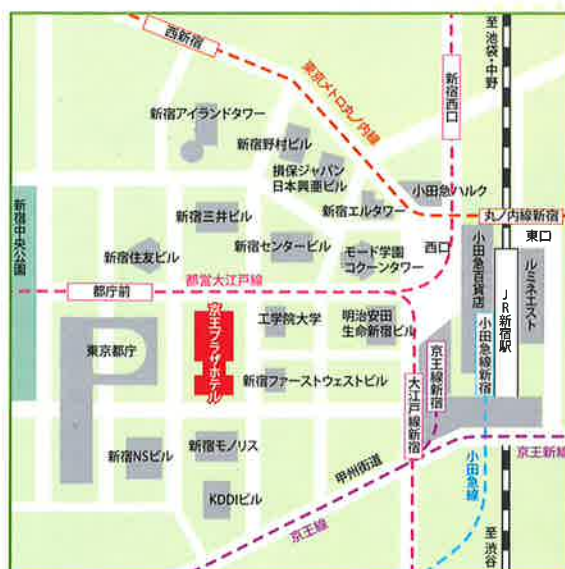 西新宿
至池袋・中野
新宿西口
東京メトロ丸ノ内線
新宿アイランドタワー
新宿野村ビル
損保ジャパン
日本興亜ビル
小田急ハルク
新宿エルタワー
丸ノ内線新宿
新宿三井ビル
東口
新宿中央公園
新宿住友ビル
新宿センタービル
モード学園
コクーンタワー
西口
小田急百貨店
ルミネエスト
都庁前
都営大江戸線
JR新宿駅
京王プラザホテル
工学院大学
明治安田
生命新宿ビル
小田急線新宿
東京都庁
京王線新宿
新宿ファーストウェストビル
大江戸線新宿
新宿NSビル
新宿モノリス
甲州街道
京王新線
小田急線
KDDIビル
京王線
至渋谷